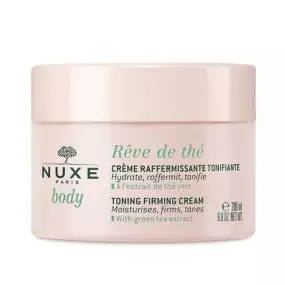 NUXE
PARIS
body
Rêve de thé
CRÈME RAFFERMISSANTE TONIFIANTE
Hydrate, raffermit, tonifie
À l'extrait de thé vert
TONING FIRMING CREAM
Moisturises, firms, tones
With green tea extract
200 ml
6.8 OZ. NET WT.